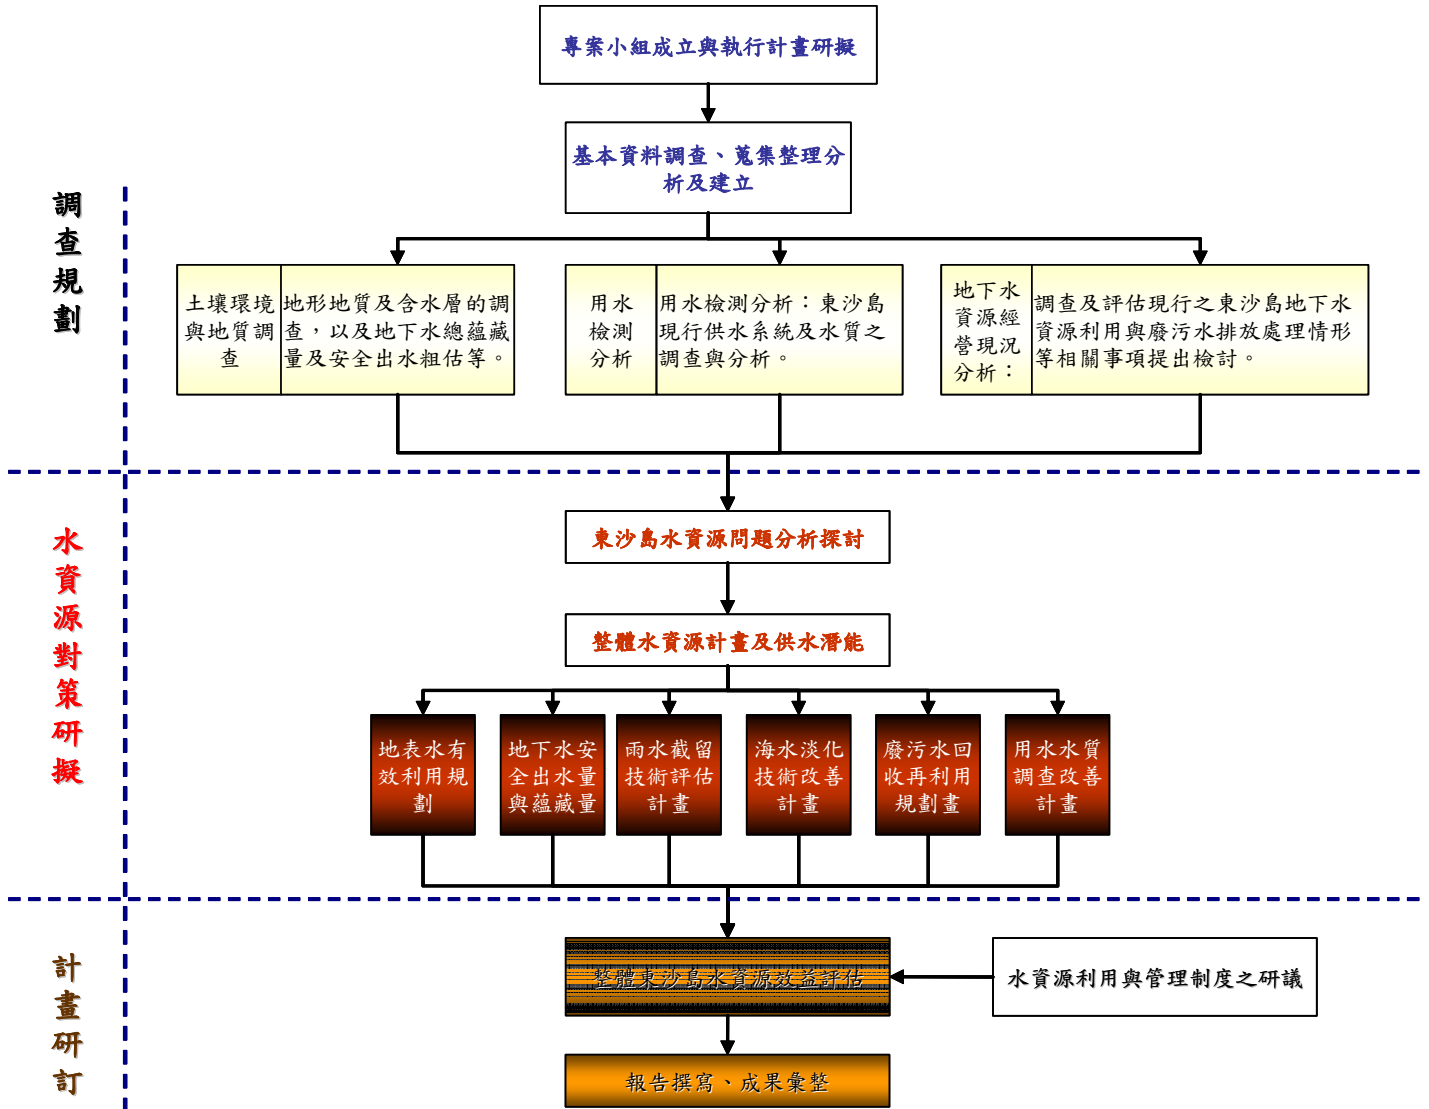 專案小組成立與執行計畫研擬
基本資料調查、蒐集整理分
析及建立
調查規劃
土壤環境
與地質調
查
地形地質及含水層的調
查，以及地下水總蘊藏
量及安全出水粗估等。
用水
檢測
分析
用水檢測分析：東沙島
現行供水系統及水質之
調查與分析。
地下水
資源經
營現況
分析：
調查及評估現行之東沙島地下水
資源利用與廢污水排放處理情形
等相關事項提出檢討。
水資源對策研擬
東沙島水資源問題分析探討
整體水資源計畫及供水潛能
地表水有
效利用規
劃
地下水安
全出水量
與蘊藏量
雨水截留
技術評估
計畫
海水淡化
技術改善
計畫
廢污水回
收再利用
規劃畫
用水水質
調查改善
計畫
計畫研訂
整體東沙島水資源效益評估
水資源利用與管理制度之研議
報告撰寫、成果彙整